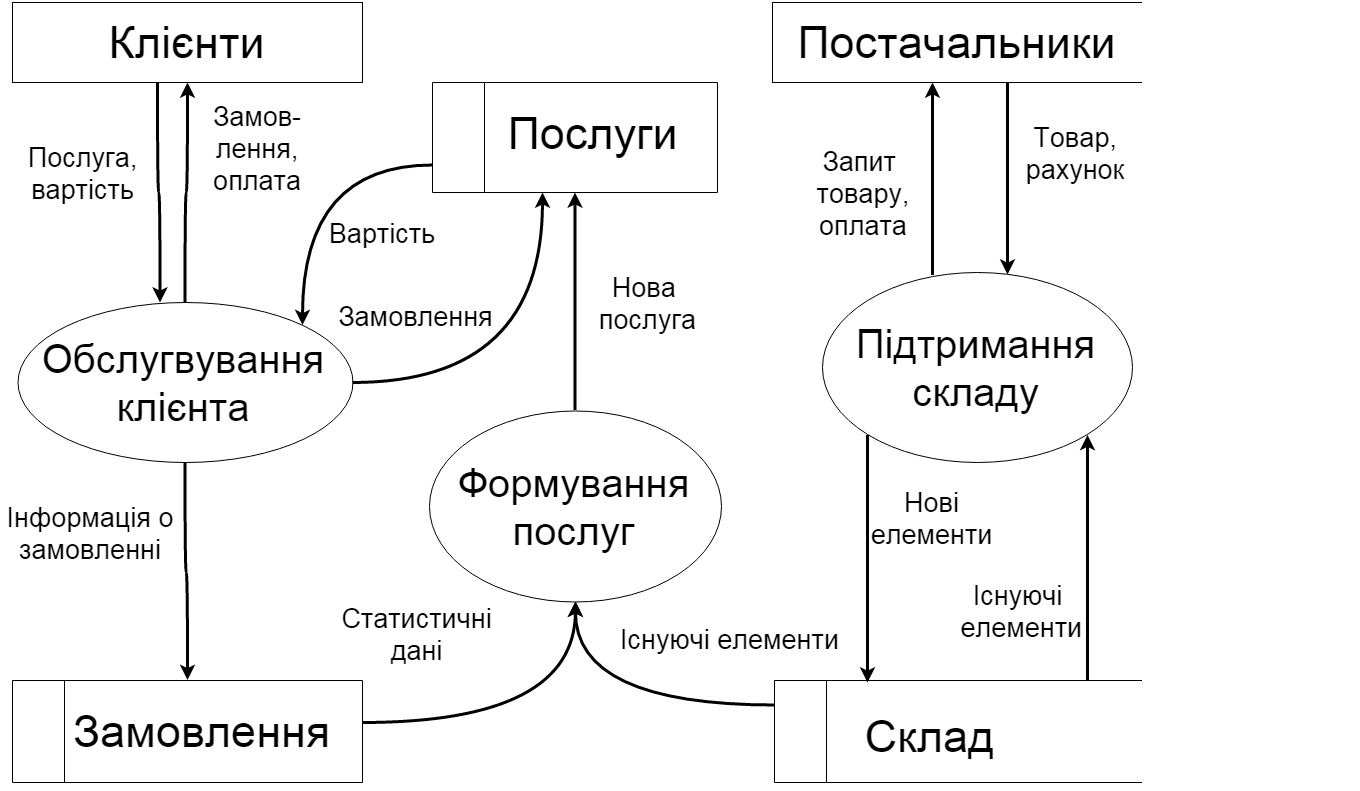 Клієнти
Постачальники
Послуги
Замов-
лення,
оплата
Послуга,
вартість
Товар,
рахунок
Запит
товару,
оплата
Вартість
Замовлення
Нова
послуга
Обслугвування
клієнта
Підтримання
складу
Формування
послуг
Нові
елементи
Інформація о
замовленні
Існуючі
елементи
Статистичні
дані
Існуючі елементи
Замовлення
Склад